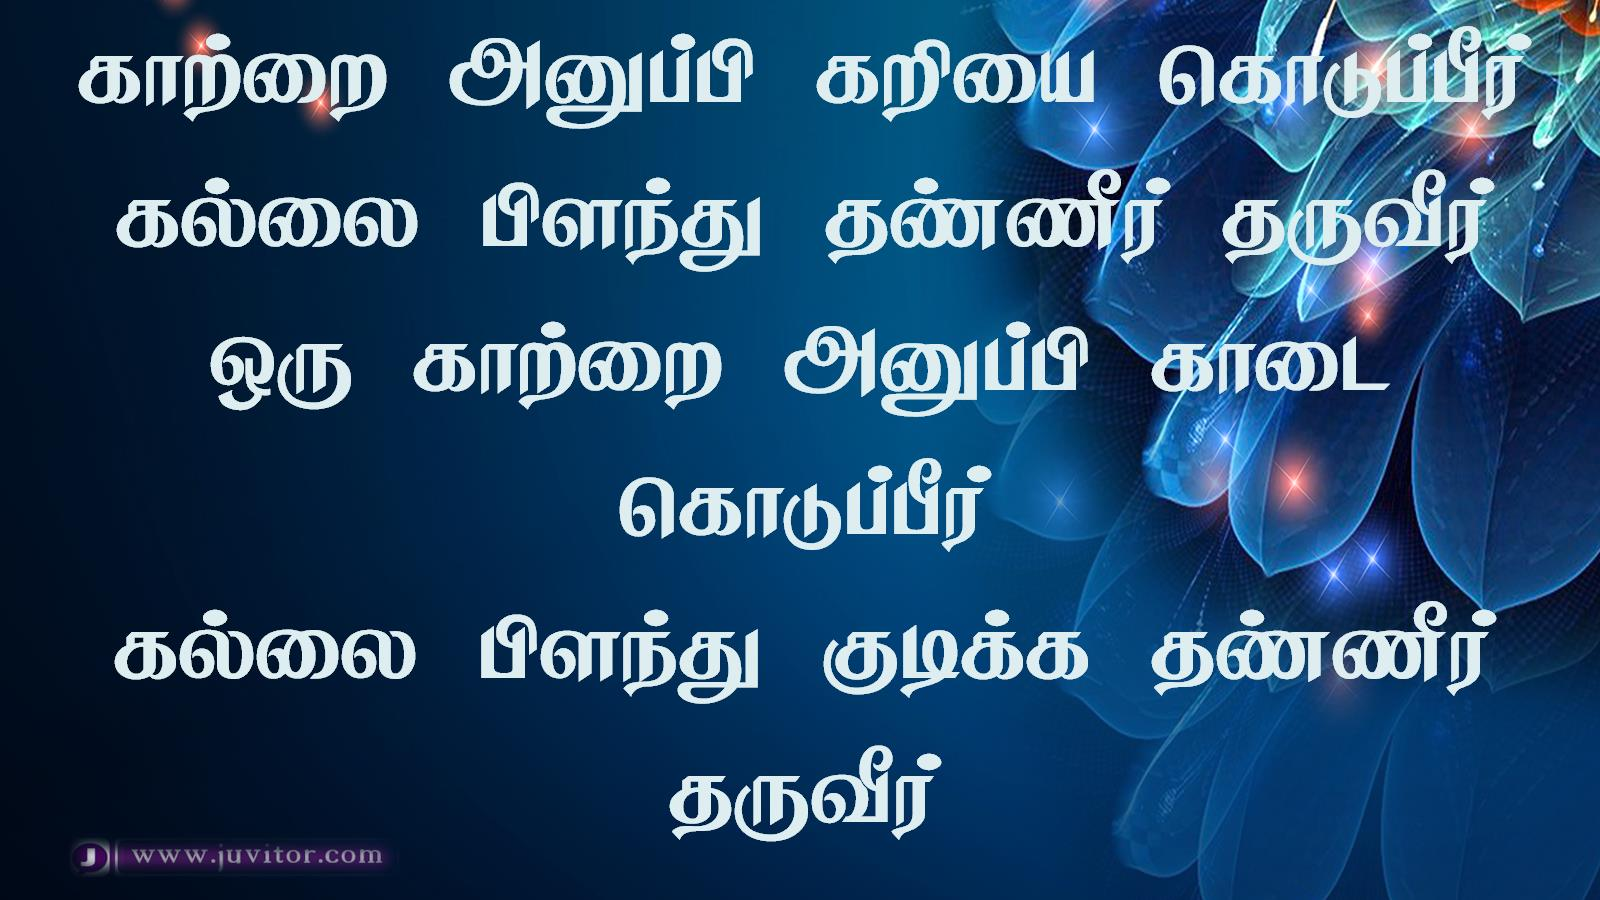 காற்றை அனுப்பி கறியை கொடுப்பீர்
கல்லை பிளந்து தண்ணீர் தருவீர்
ஒரு காற்றை அனுப்பி காடை
கொடுப்பீர்
கல்லை பிளந்து குடிக்க தண்ணீர்
தருவீர்
J www.juvitor.com